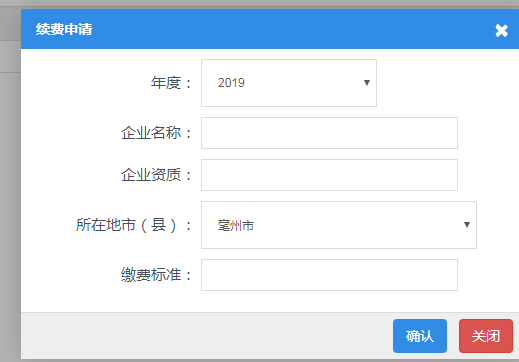 续费申请
年度： 2019
企业名称：
企业资质：
所在地市（县）： 亳州市
缴费标准：
确认 关闭